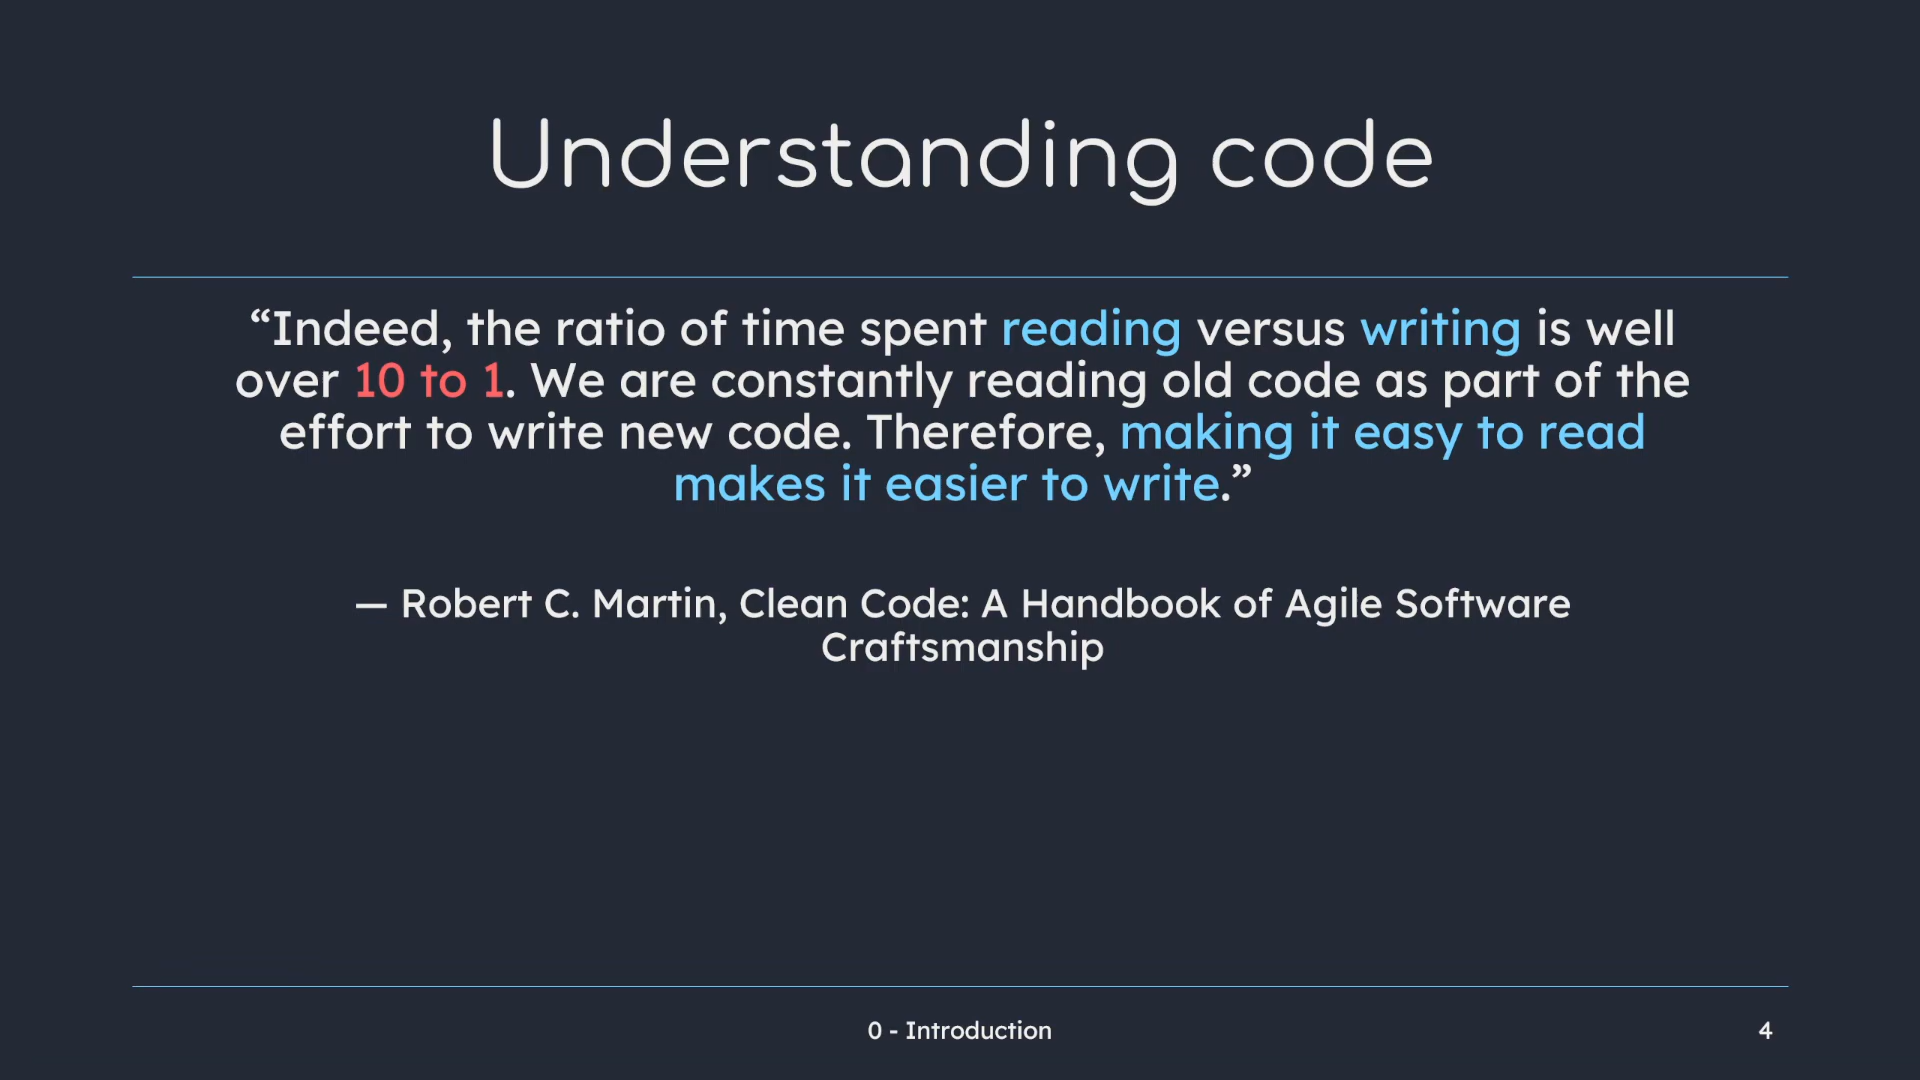 Understanding code
“Indeed, the ratio of time spent reading versus writing is well
over 10 to 1. We are constantly reading old code as part of the
effort to write new code. Therefore, making it easy to read
makes it easier to write.”
— Robert C. Martin, Clean Code: A Handbook of Agile Software
Craftsmanship
0 - Introduction
4